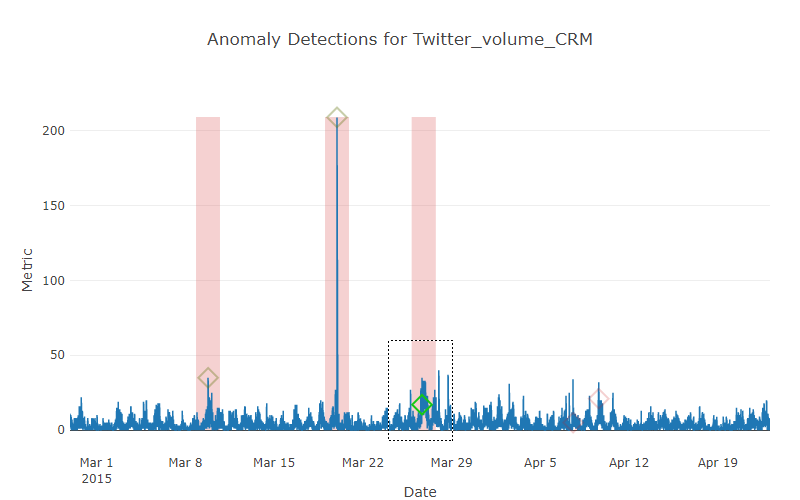 Anomaly Detections for Twitter_volume_CRM
200
150
100
50
0
Metric
Mar 1
2015
Mar 8
Mar 15
Mar 22
Mar 29
Apr 5
Apr 12
Apr 19
Date